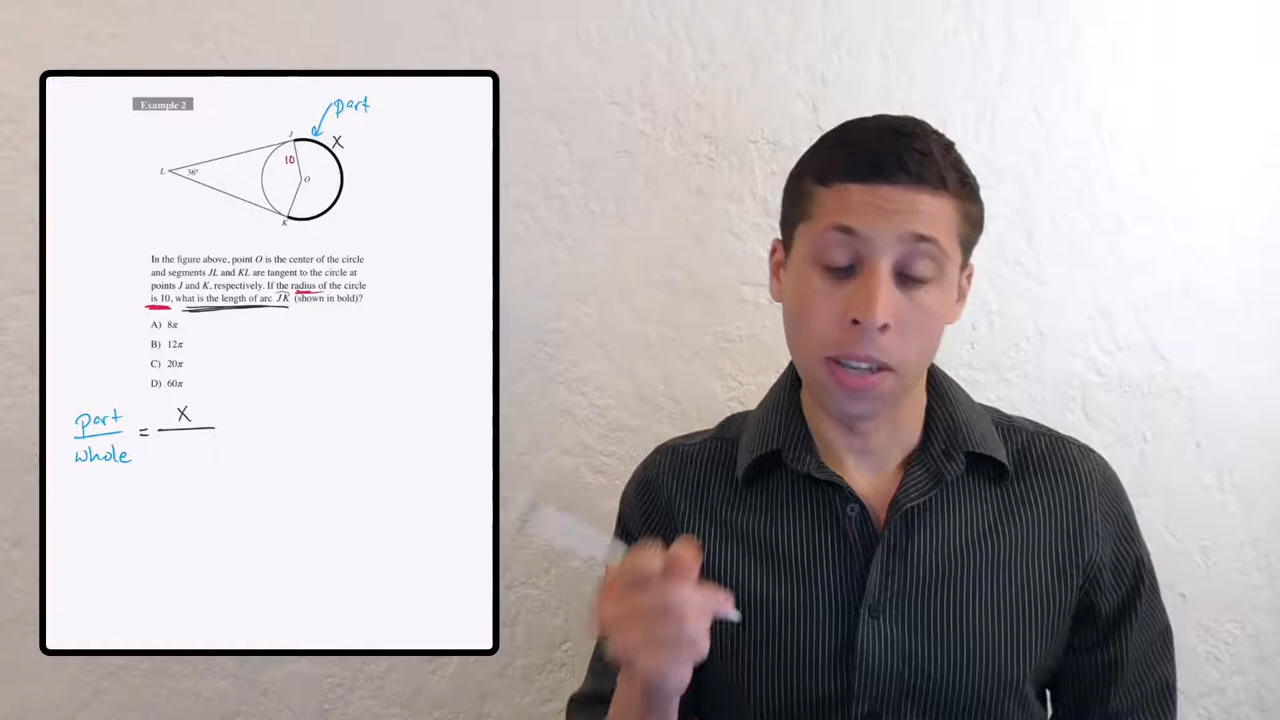 Example 2
part
J
X
10
L
36°
O
K
In the figure above, point O is the center of the circle
and segments JL and KL are tangent to the circle at
points J and K, respectively. If the radius of the circle
is 10, what is the length of arc JK (shown in bold)?
A) 8π
B) 12π
C) 20π
D) 60π
part
whole
=
X